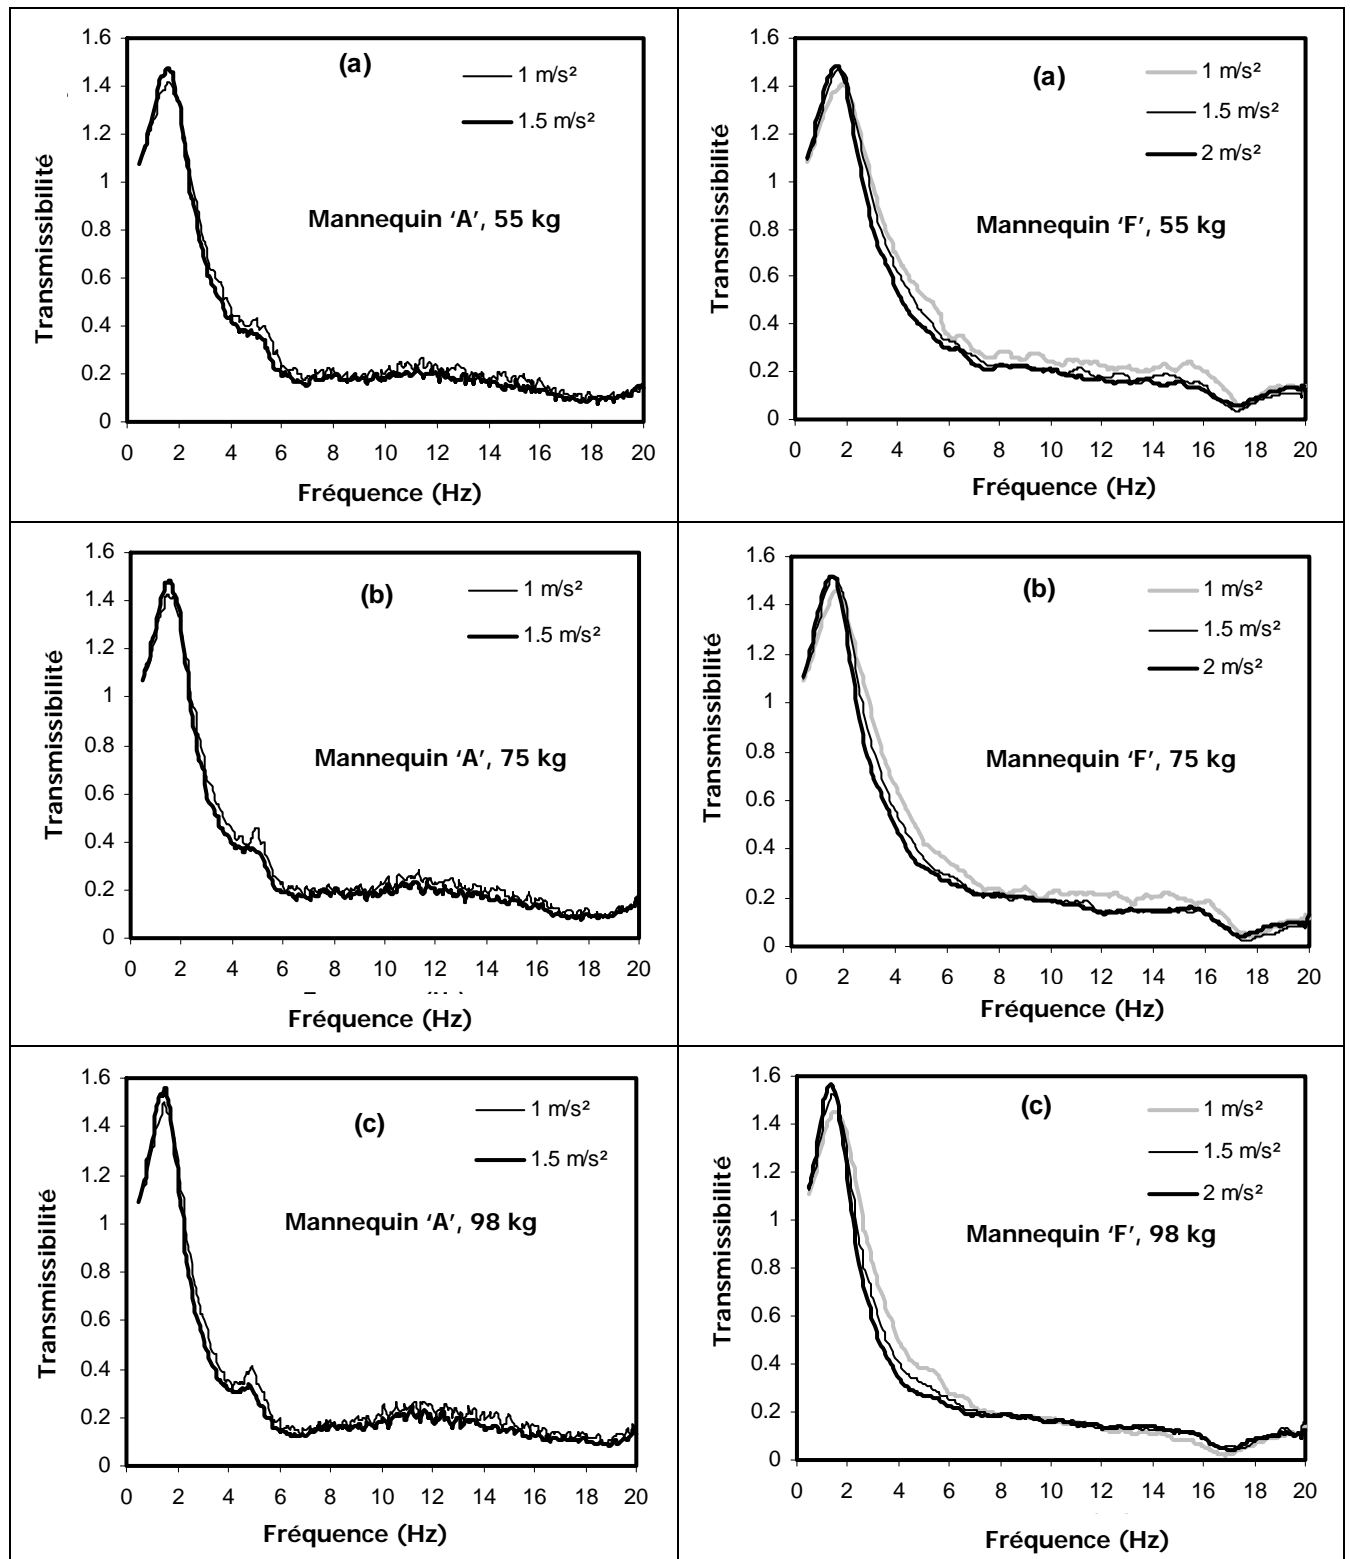 (a)
1 m/s²
1.5 m/s²
Mannequin ‘A’, 55 kg
Transmissibilité
1.6
1.4
1.2
1
0.8
0.6
0.4
0.2
0
0 2 4 6 8 10 12 14 16 18 20
Fréquence (Hz)
(a)
1 m/s²
1.5 m/s²
2 m/s²
Mannequin ‘F’, 55 kg
Transmissibilité
1.6
1.4
1.2
1
0.8
0.6
0.4
0.2
0
0 2 4 6 8 10 12 14 16 18 20
Fréquence (Hz)
(b)
1 m/s²
1.5 m/s²
Mannequin ‘A’, 75 kg
Transmissibilité
1.6
1.4
1.2
1
0.8
0.6
0.4
0.2
0
0 2 4 6 8 10 12 14 16 18 20
Fréquence (Hz)
(b)
1 m/s²
1.5 m/s²
2 m/s²
Mannequin ‘F’, 75 kg
Transmissibilité
1.6
1.4
1.2
1
0.8
0.6
0.4
0.2
0
0 2 4 6 8 10 12 14 16 18 20
Fréquence (Hz)
(c)
1 m/s²
1.5 m/s²
Mannequin ‘A’, 98 kg
Transmissibilité
1.6
1.4
1.2
1
0.8
0.6
0.4
0.2
0
0 2 4 6 8 10 12 14 16 18 20
Fréquence (Hz)
(c)
1 m/s²
1.5 m/s²
2 m/s²
Mannequin ‘F’, 98 kg
Transmissibilité
1.6
1.4
1.2
1
0.8
0.6
0.4
0.2
0
0 2 4 6 8 10 12 14 16 18 20
Fréquence (Hz)